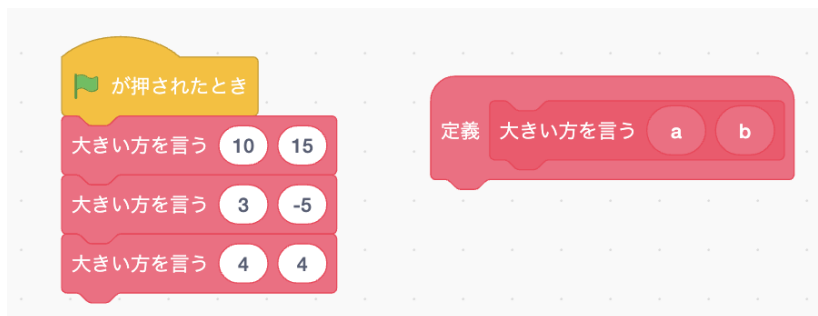 が押されたとき
大きい方を言う 10 15
大きい方を言う 3 -5
大きい方を言う 4 4
定義 大きい方を言う a b